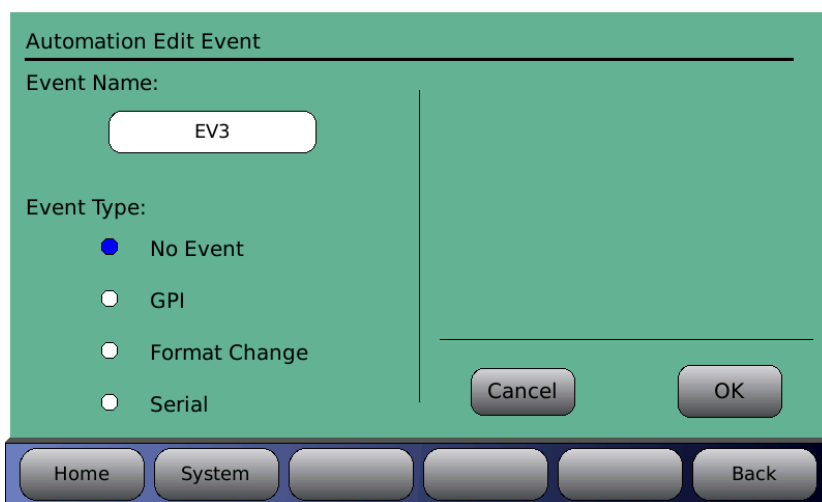 Automation Edit Event
Event Name:
EV3
Event Type:
No Event
GPI
Format Change
Serial
Cancel
OK
Home
System
Back